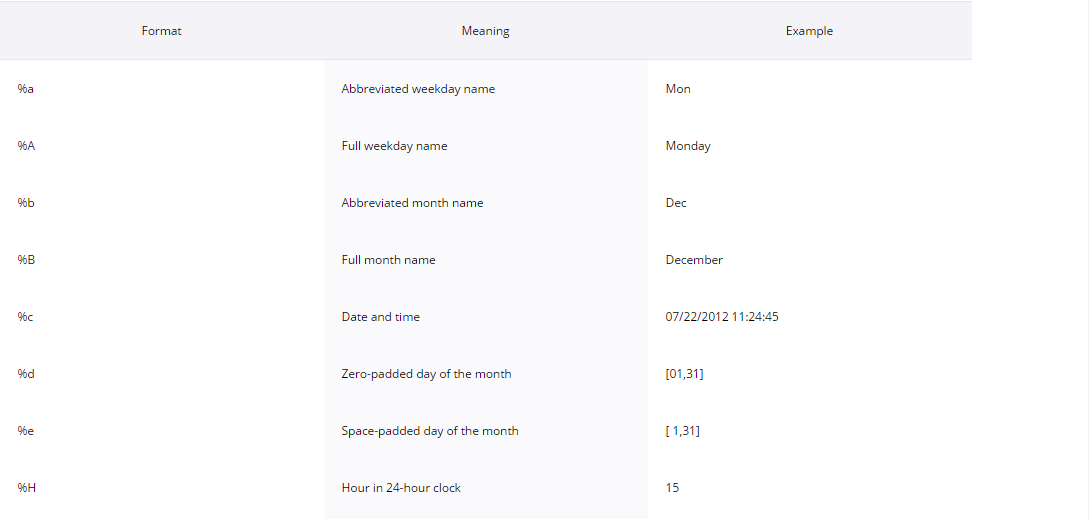 Format Meaning Example
%a Abbreviated weekday name Mon
%A Full weekday name Monday
%b Abbreviated month name Dec
%B Full month name December
%c Date and time 07/22/2012 11:24:45
%d Zero-padded day of the month [01,31]
%e Space-padded day of the month [ 1,31]
%H Hour in 24-hour clock 15